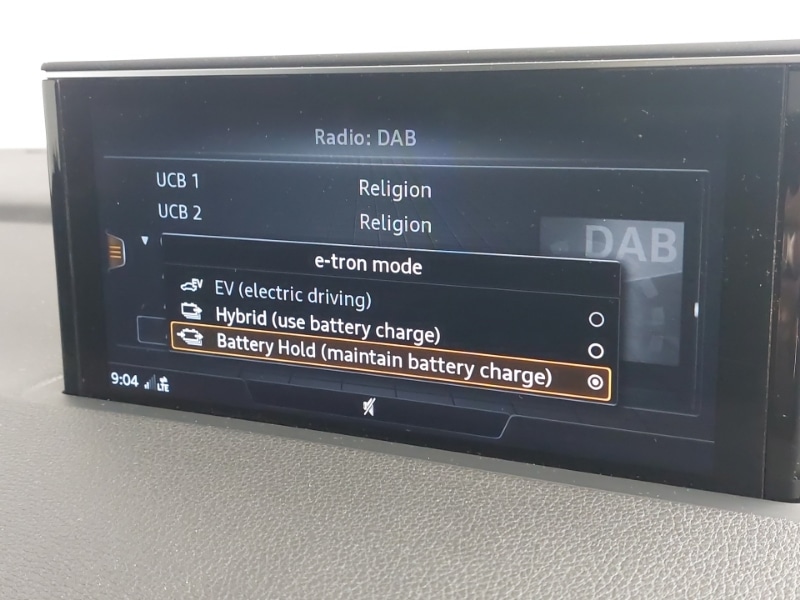 Radio: DAB
UCB 1 Religion
UCB 2 Religion
DAB
e-tron mode
EV EV (electric driving)
Hybrid (use battery charge)
Battery Hold (maintain battery charge)
9:04 LTE